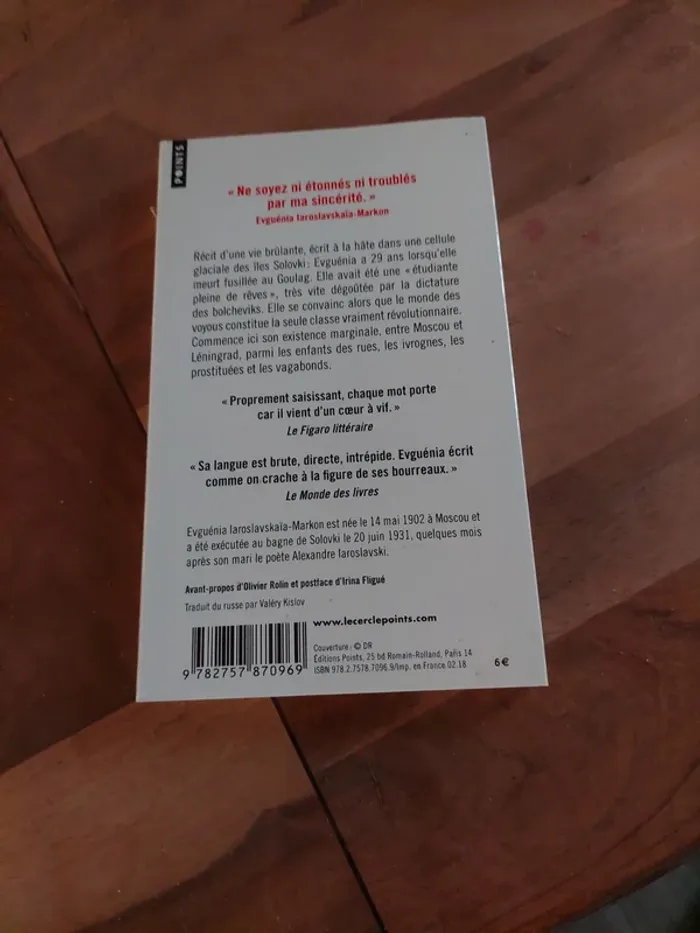 POINTS
« Ne soyez ni étonnés ni troublés
par ma sincérité. »
Evguénia Iaroslavskaïa-Markon
Récit d'une vie brûlante, écrit à la hâte dans une cellule
glaciale des îles Solovki : Evguénia a 29 ans lorsqu'elle
meurt fusillée au Goulag. Elle avait été une « étudiante
pleine de rêves », très vite dégoûtée par la dictature
des bolcheviks. Elle se convainc alors que le monde des
voyous constitue la seule classe vraiment révolutionnaire.
Commence ici son existence marginale, entre Moscou et
Léningrad, parmi les enfants des rues, les ivrognes, les
prostituées et les vagabonds.
« Proprement saisissant, chaque mot porte
car il vient d'un cœur à vif. »
Le Figaro littéraire
« Sa langue est brute, directe, intrépide. Evguénia écrit
comme on crache à la figure de ses bourreaux. »
Le Monde des livres
Evguénia Iaroslavskaïa-Markon est née le 14 mai 1902 à Moscou et
a été exécutée au bagne de Solovki le 20 juin 1931, quelques mois
après son mari le poète Alexandre Iaroslavski.
Avant-propos d'Olivier Rolin et postface d'Irina Fligué
Traduit du russe par Valéry Kislov
www.lecerclepoints.com
Couverture : © DR
Éditions Points, 25 bd Romain-Rolland, Paris 14
ISBN 978.2.7578.7096.9/Imp. en France 02.18
6€
9 782757 870969